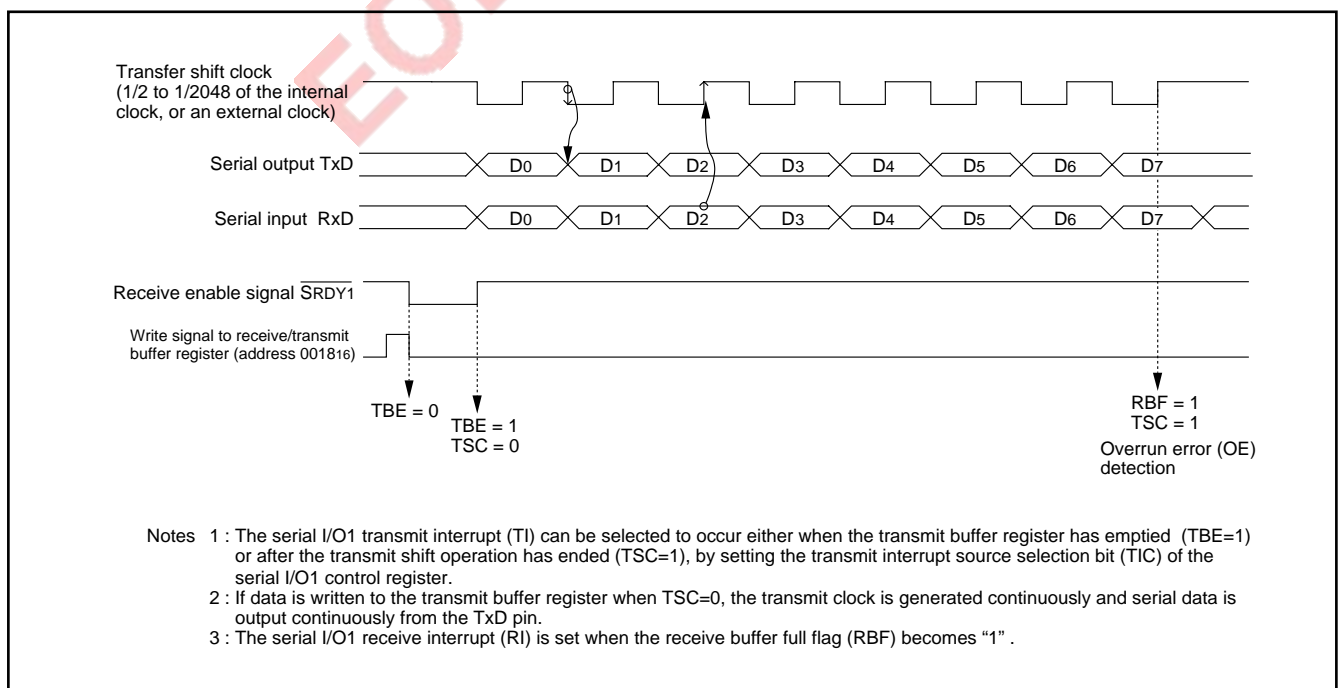 EOL
Transfer shift clock
(1/2 to 1/2048 of the internal
clock, or an external clock)
Serial output TxD
D0 D1 D2 D3 D4 D5 D6 D7
Serial input RxD
D0 D1 D2 D3 D4 D5 D6 D7
Receive enable signal SRDY1
Write signal to receive/transmit
buffer register (address 001816)
TBE = 0
TBE = 1
TSC = 0
RBF = 1
TSC = 1
Overrun error (OE)
detection
Notes 1 : The serial I/O1 transmit interrupt (TI) can be selected to occur either when the transmit buffer register has emptied (TBE=1)
or after the transmit shift operation has ended (TSC=1), by setting the transmit interrupt source selection bit (TIC) of the
serial I/O1 control register.
2 : If data is written to the transmit buffer register when TSC=0, the transmit clock is generated continuously and serial data is
output continuously from the TxD pin.
3 : The serial I/O1 receive interrupt (RI) is set when the receive buffer full flag (RBF) becomes “1” .